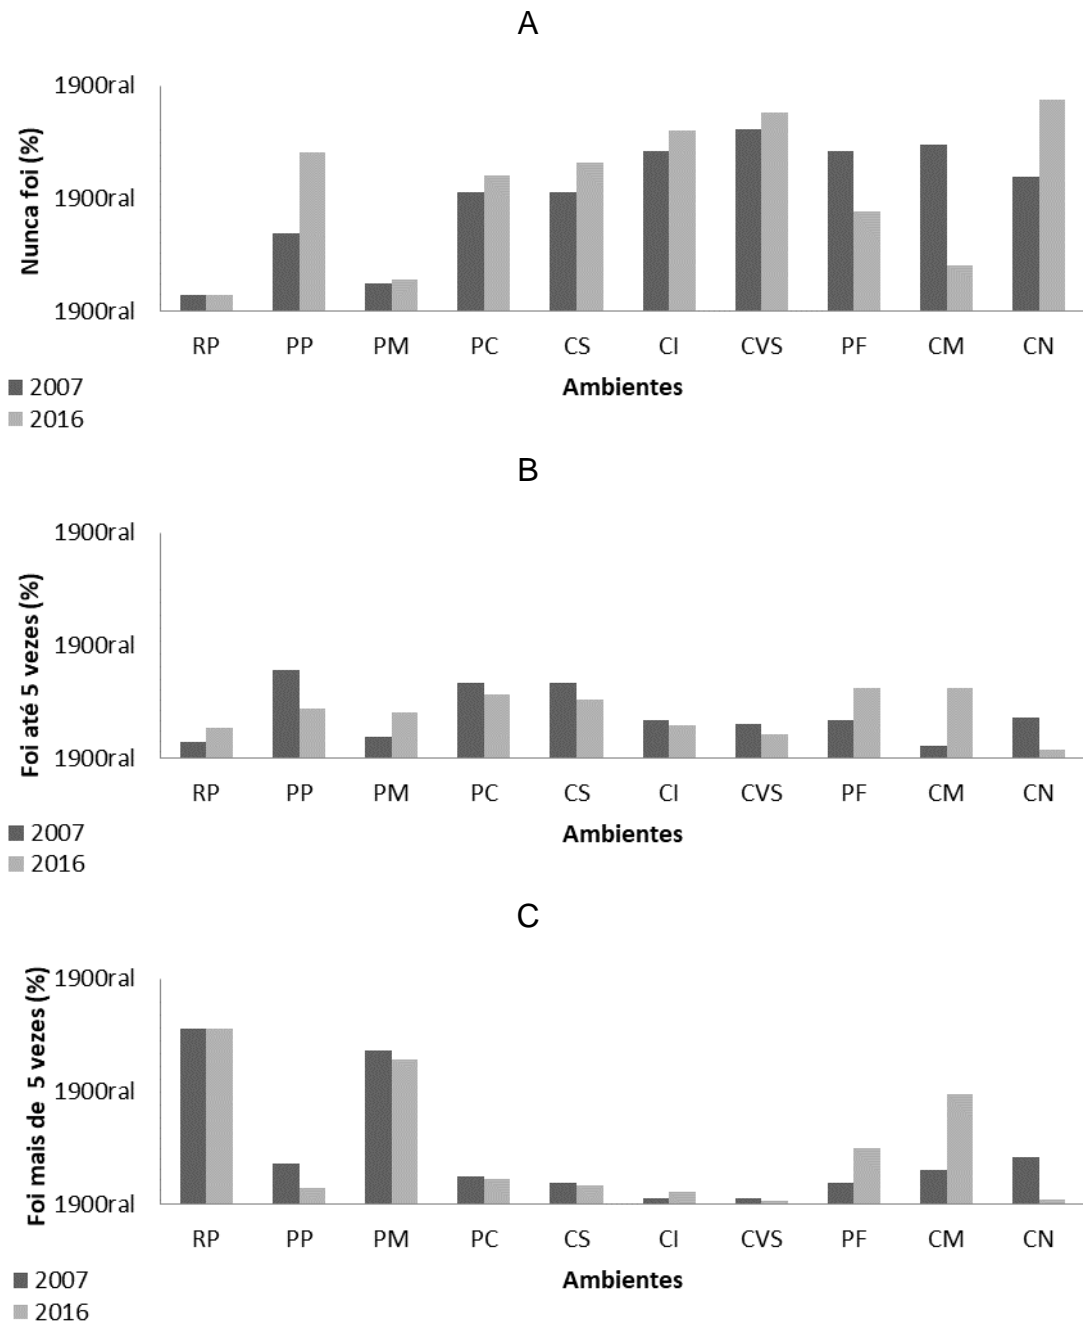 A
1900ral
1900ral
1900ral
Nunca foi (%)
RP PP PM PC CS CI CVS PF CM CN
Ambientes
2007
2016
B
1900ral
1900ral
1900ral
Foi até 5 vezes (%)
RP PP PM PC CS CI CVS PF CM CN
Ambientes
2007
2016
C
1900ral
1900ral
1900ral
Foi mais de 5 vezes (%)
RP PP PM PC CS CI CVS PF CM CN
Ambientes
2007
2016